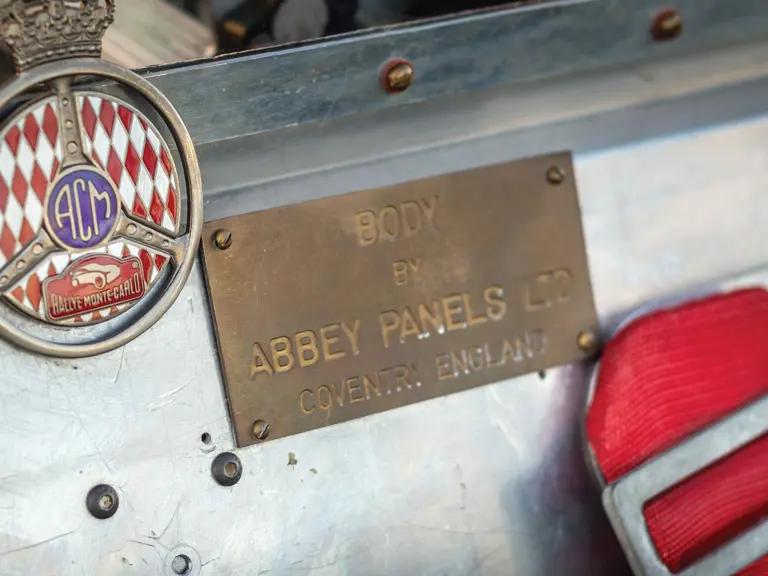 ACM
RALLYE MONTE-CARLO
BODY
BY
ABBEY PANELS LTD
COVENTRY ENGLAND